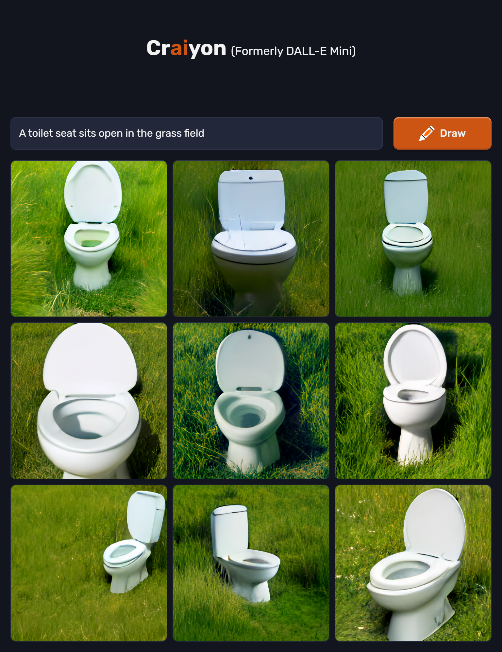 Craiyon (Formerly DALL-E Mini)
A toilet seat sits open in the grass field
Draw